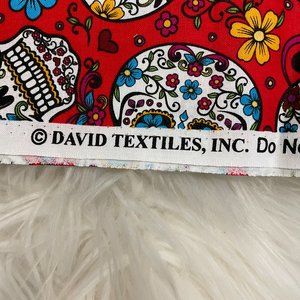 © DAVID TEXTILES, INC. Do No